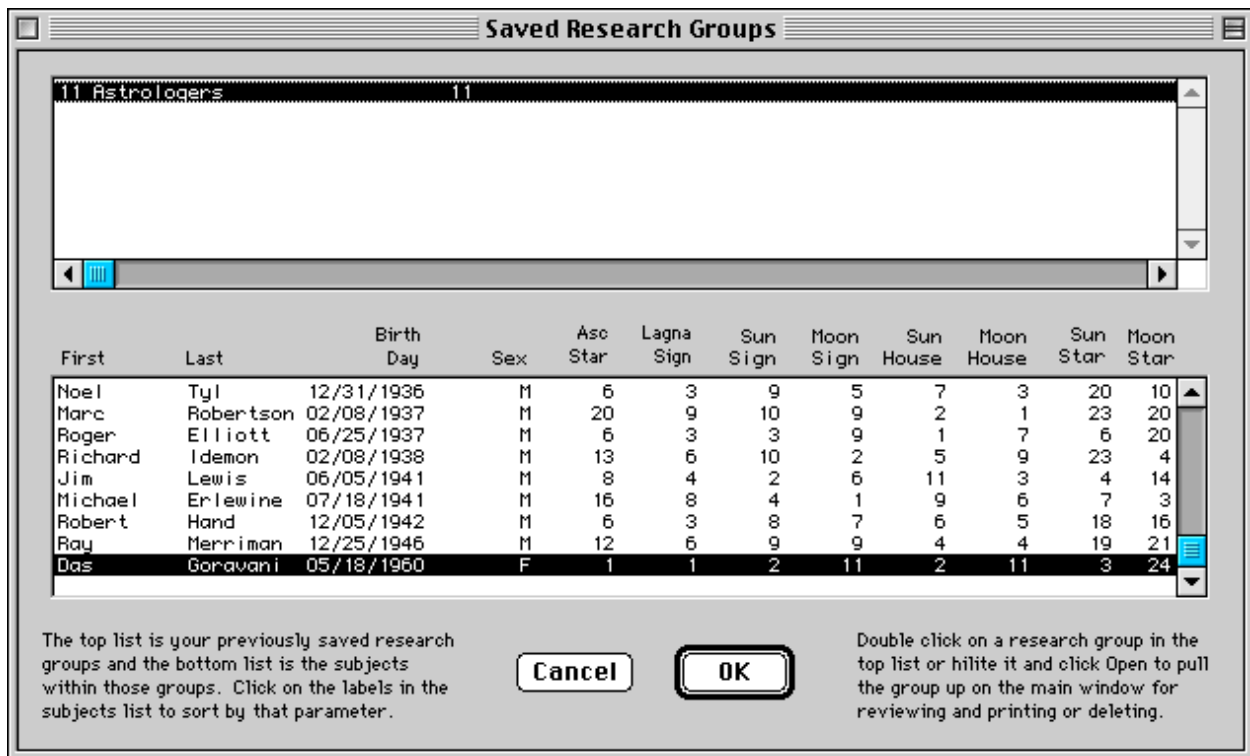 Saved Research Groups
11 Astrologers 11
First Last Birth Day Sex Asc Star Lagna Sign Sun Sign Moon Sign Sun House Moon House Sun Star Moon Star
Noel Tyl 12/31/1936 M 6 3 9 5 7 3 20 10
Marc Robertson 02/08/1937 M 20 9 10 9 2 1 23 20
Roger Elliott 06/25/1937 M 6 3 3 9 1 7 6 20
Richard Idemon 02/08/1938 M 13 6 10 2 5 9 23 4
Jim Lewis 06/05/1941 M 8 4 2 6 11 3 4 14
Michael Erlewine 07/18/1941 M 16 8 4 1 9 6 7 3
Robert Hand 12/05/1942 M 6 3 8 7 6 5 18 16
Ray Merriman 12/25/1946 M 12 6 9 9 4 4 19 21
Das Goravani 05/18/1960 F 1 1 2 11 2 11 3 24
The top list is your previously saved research
groups and the bottom list is the subjects
within those groups. Click on the labels in the
subjects list to sort by that parameter.
Cancel
OK
Double click on a research group in the
top list or hilite it and click Open to pull
the group up on the main window for
reviewing and printing or deleting.